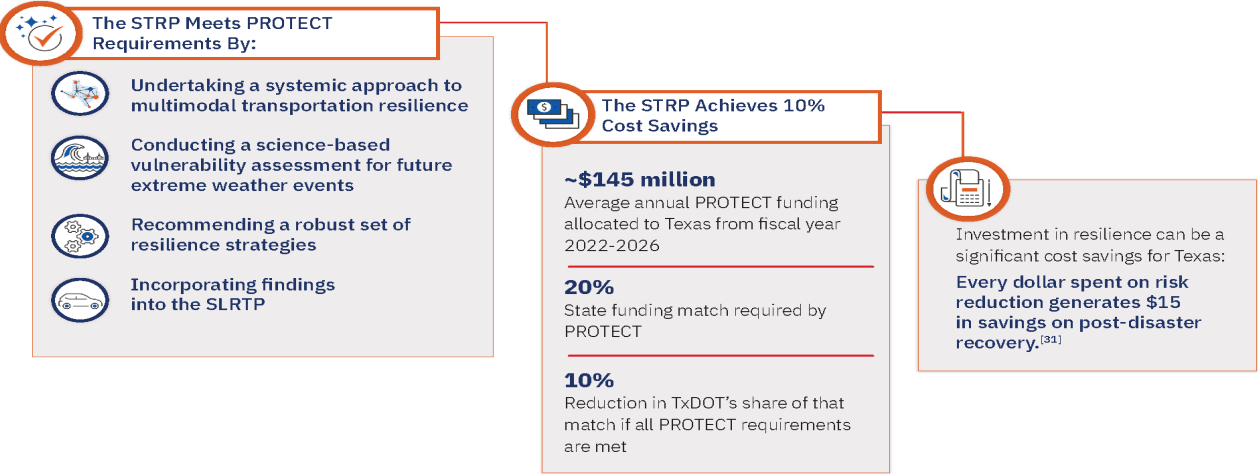 The STRP Meets PROTECT
Requirements By:
Undertaking a systemic approach to
multimodal transportation resilience
Conducting a science-based
vulnerability assessment for future
extreme weather events
Recommending a robust set of
resilience strategies
Incorporating findings
into the SLRTP
The STRP Achieves 10%
Cost Savings
~$145 million
Average annual PROTECT funding
allocated to Texas from fiscal year
2022-2026
20%
State funding match required by
PROTECT
10%
Reduction in TxDOT’s share of that
match if all PROTECT requirements
are met
Investment in resilience can be a
significant cost savings for Texas:
Every dollar spent on risk
reduction generates $15
in savings on post-disaster
recovery.[31]